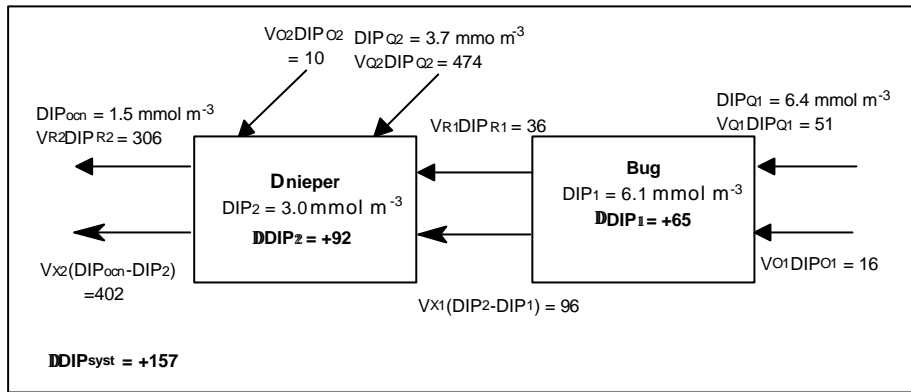 VO2DIPO2
= 10
DIPQ2 = 3.7 mmo m-3
VQ2DIPQ2 = 474
DIPocn = 1.5 mmol m-3
VR2DIPR2 = 306
VR1DIPR1 = 36
DIPQ1 = 6.4 mmol m-3
VQ1DIPQ1 = 51
Dnieper
DIP2 = 3.0 mmol m-3
DDIP2 = +92
Bug
DIP1 = 6.1 mmol m-3
DDIP1 = +65
VX2(DIPocn-DIP2)
=402
VX1(DIP2-DIP1) = 96
VO1DIPO1 = 16
DDIPsyst = +157